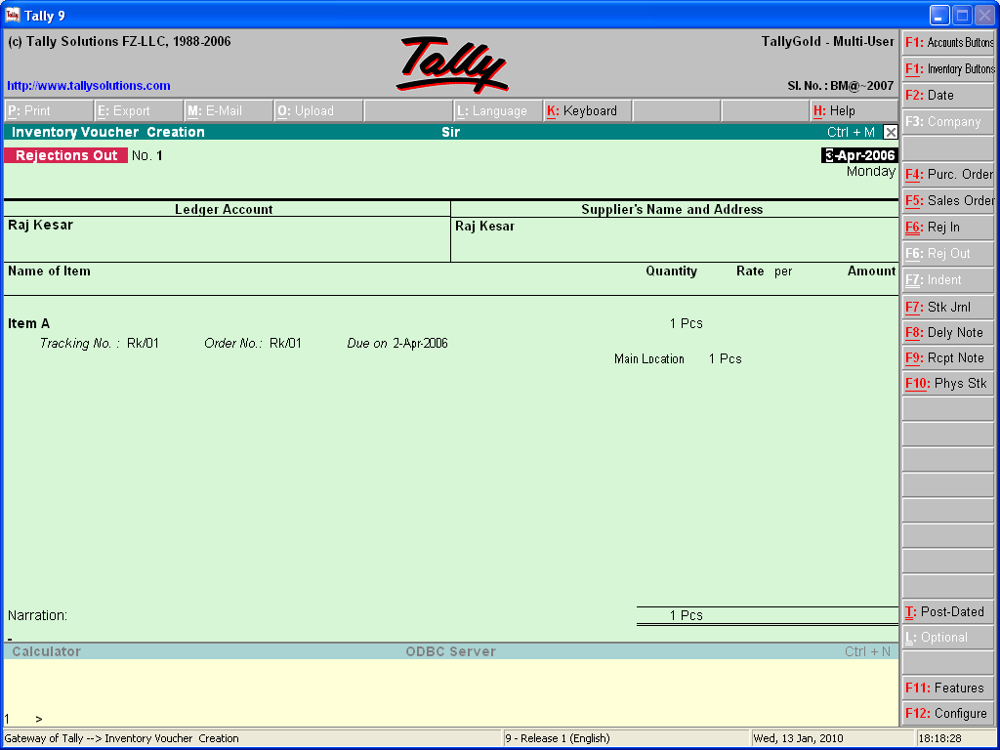 Tally 9
(c) Tally Solutions FZ-LLC, 1988-2006
Tally
TallyGold - Multi-User
http://www.tallysolutions.com
Sl. No. : BM@~2007
P: Print E: Export M: E-Mail O: Upload L: Language K: Keyboard H: Help
Inventory Voucher Creation Sir Ctrl + M
Rejections Out No. 1 3-Apr-2006
Monday
Ledger Account Supplier's Name and Address
Raj Kesar Raj Kesar
Name of Item Quantity Rate per Amount
Item A 1 Pcs
Tracking No. : Rk/01 Order No.: Rk/01 Due on 2-Apr-2006
Main Location 1 Pcs
Narration: 1 Pcs
Calculator ODBC Server Ctrl + N
1 >
F1: Accounts Buttons
F1: Inventory Buttons
F2: Date
F3: Company
F4: Purc. Order
F5: Sales Order
F6: Rej In
F6: Rej Out
F7: Indent
F7: Stk Jrnl
F8: Dely Note
F9: Rcpt Note
F10: Phys Stk
T: Post-Dated
L: Optional
F11: Features
F12: Configure
Gateway of Tally --> Inventory Voucher Creation 9 - Release 1 (English) Wed, 13 Jan, 2010 18:18:28